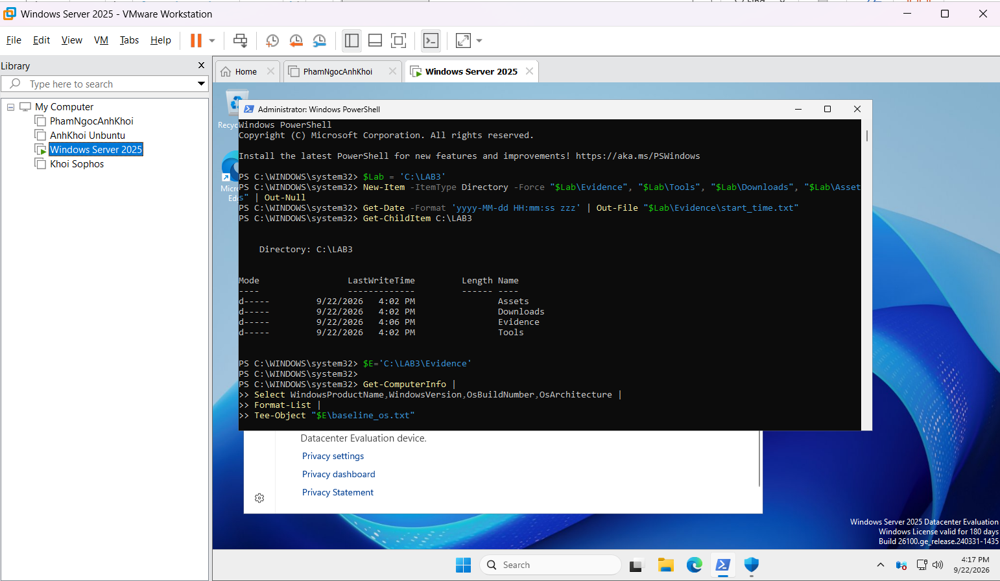 Windows Server 2025 - VMware Workstation
File Edit View VM Tabs Help
Library
Type here to search
My Computer
PhamNgocAnhKhoi
AnhKhoi Unbuntu
Windows Server 2025
Khoi Sophos
Home
PhamNgocAnhKhoi
Windows Server 2025
Administrator: Windows PowerShell
Windows PowerShell
Copyright (C) Microsoft Corporation. All rights reserved.
Install the latest PowerShell for new features and improvements! https://aka.ms/PSWindows
PS C:\WINDOWS\system32> $Lab = 'C:\LAB3'
PS C:\WINDOWS\system32> New-Item -ItemType Directory -Force "$Lab\Evidence", "$Lab\Tools", "$Lab\Downloads", "$Lab\Asset
s" | Out-Null
PS C:\WINDOWS\system32> Get-Date -Format 'yyyy-MM-dd HH:mm:ss zzz' | Out-File "$Lab\Evidence\start_time.txt"
PS C:\WINDOWS\system32> Get-ChildItem C:\LAB3
Directory: C:\LAB3
Mode LastWriteTime Length Name
---- ------------- ------ ----
d----- 9/22/2026 4:02 PM Assets
d----- 9/22/2026 4:02 PM Downloads
d----- 9/22/2026 4:06 PM Evidence
d----- 9/22/2026 4:02 PM Tools
PS C:\WINDOWS\system32> $E='C:\LAB3\Evidence'
PS C:\WINDOWS\system32>
PS C:\WINDOWS\system32> Get-ComputerInfo |
>> Select WindowsProductName,WindowsVersion,OsBuildNumber,OsArchitecture |
>> Format-List |
>> Tee-Object "$E\baseline_os.txt"
Datacenter Evaluation device.
Privacy settings
Privacy dashboard
Privacy Statement
Windows Server 2025 Datacenter Evaluation
Windows License valid for 180 days
Build 26100.ge_release.240331-1435
Search
4:17 PM
9/22/2026